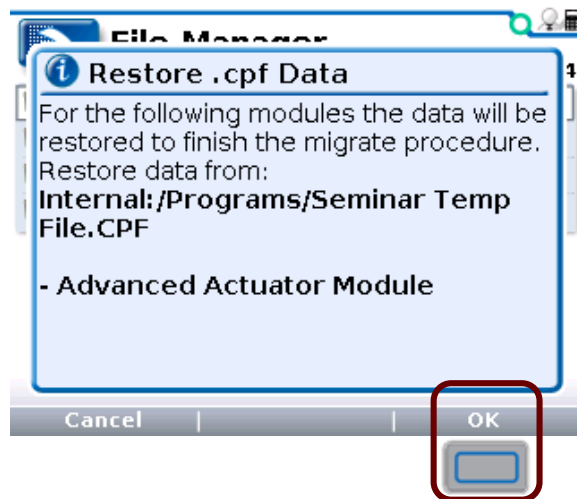 File Manager
4
Restore .cpf Data
For the following modules the data will be
restored to finish the migrate procedure.
Restore data from:
Internal:/Programs/Seminar Temp
File.CPF
- Advanced Actuator Module
Cancel | | OK